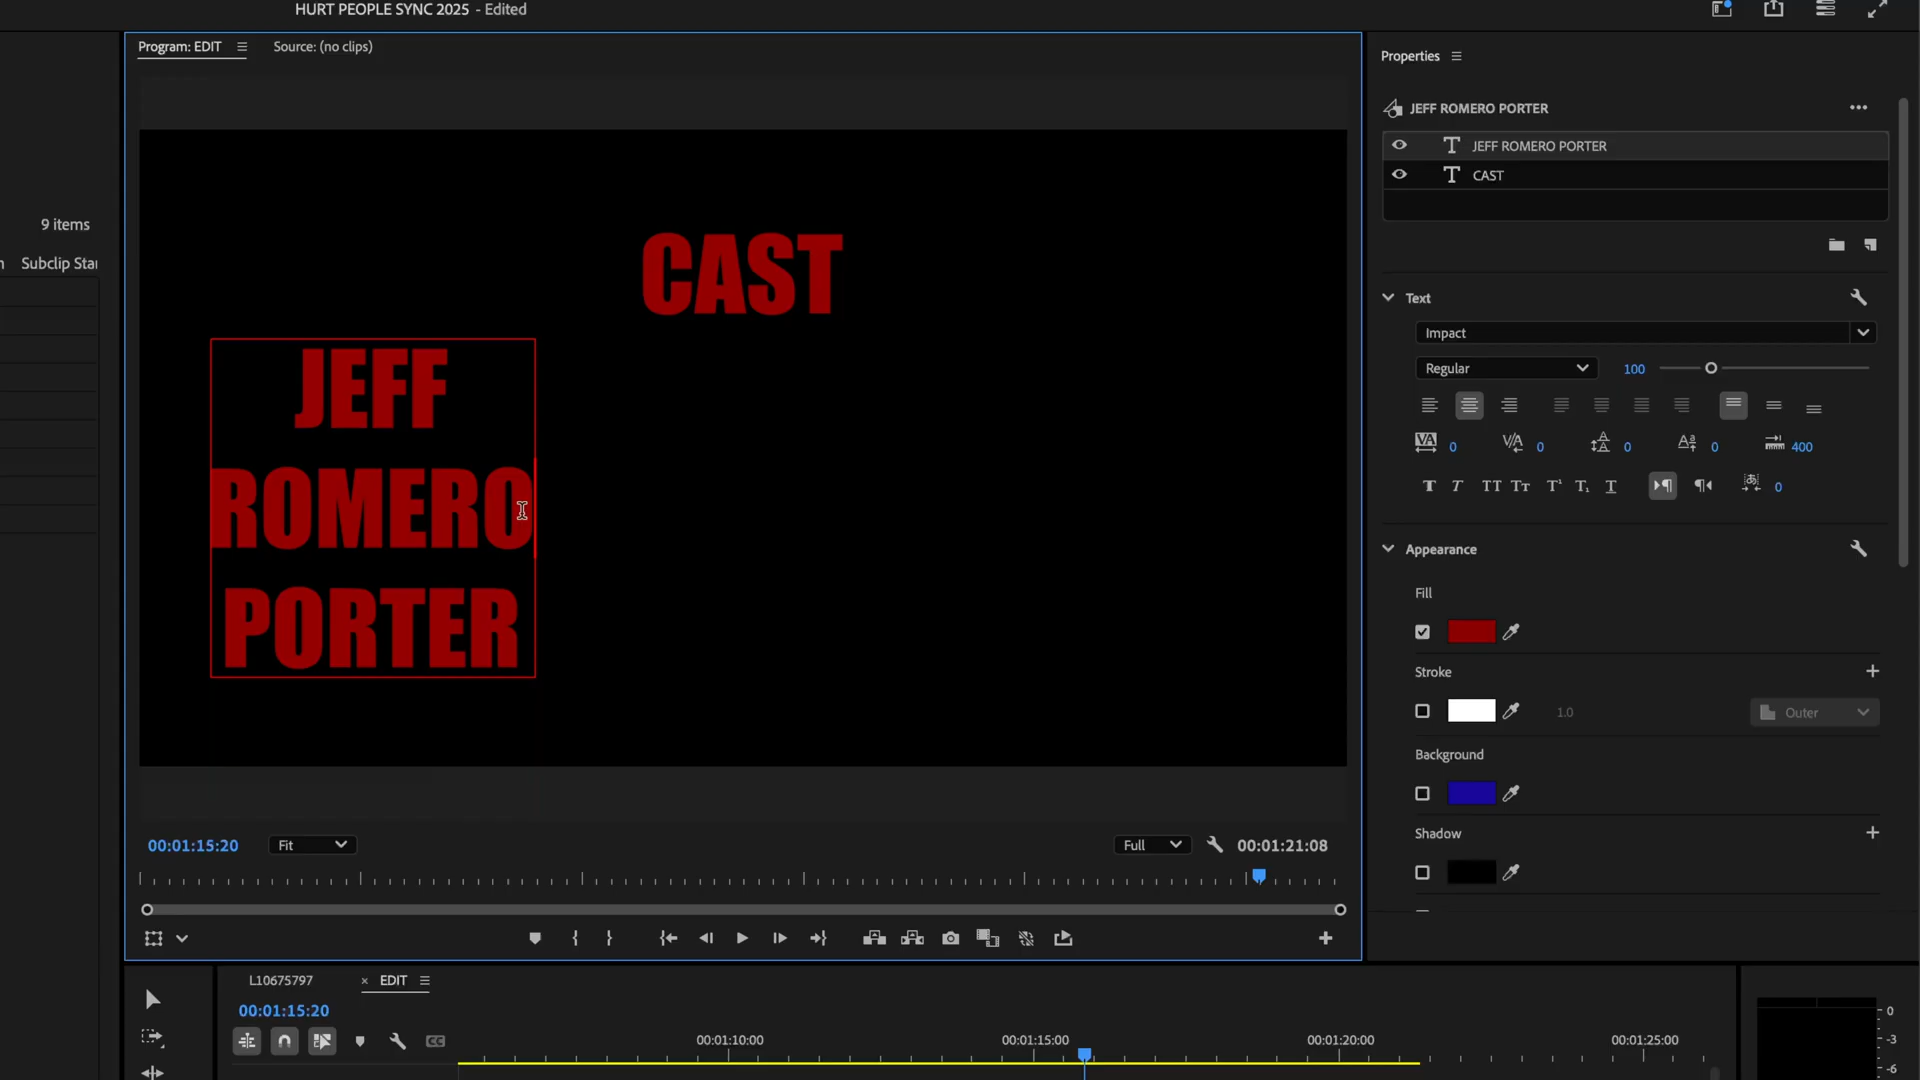 HURT PEOPLE SYNC 2025 - Edited
Program: EDIT
Source: (no clips)
Properties
JEFF ROMERO PORTER
JEFF ROMERO PORTER
CAST
9 items
Subclip Star
CAST
JEFF
ROMERO
PORTER
Text
Impact
Regular
100
0
0
0
0
400
0
Appearance
Fill
Stroke
1.0
Outer
Background
Shadow
00:01:15:20
Fit
Full
00:01:21:08
L10675797
× EDIT
00:01:15:20
00:01:10:00
00:01:15:00
00:01:20:00
00:01:25:00
0
-3
-6